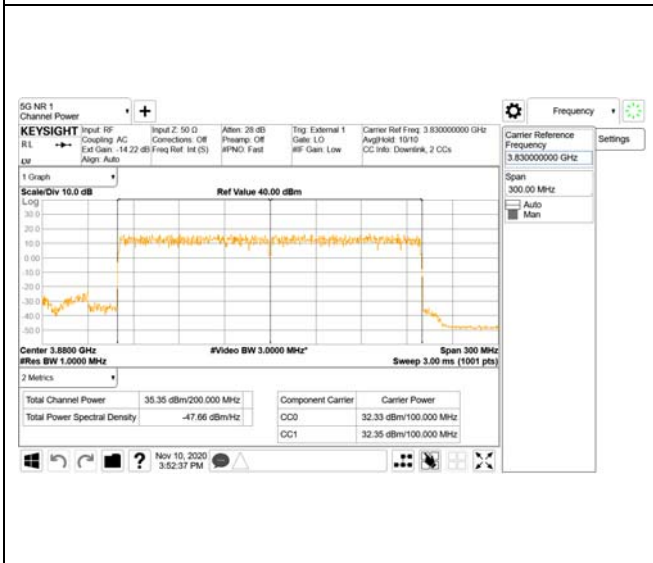 5G NR 1
Channel Power
+
Frequency
KEYSIGHT
RL
Input: RF
Coupling: AC
Ext Gain: -14.22 dB
Align: Auto
Input Z: 50 Ω
Corrections: Off
Freq Ref: Int (S)
Atten: 28 dB
Preamp: Off
#PNO: Fast
Trig: External 1
Gate: LO
#IF Gain: Low
Carrier Ref Freq: 3.830000000 GHz
Avg|Hold: 10/10
CC Info: Downlink, 2 CCs
Carrier Reference
Frequency
3.830000000 GHz
Settings
Span
300.00 MHz
Auto
Man
1 Graph
Scale/Div 10.0 dB
Ref Value 40.00 dBm
Log
30.0
20.0
10.0
0.00
-10.0
-20.0
-30.0
-40.0
-50.0
Center 3.8800 GHz
#Video BW 3.0000 MHz*
Span 300 MHz
#Res BW 1.0000 MHz
Sweep 3.00 ms (1001 pts)
2 Metrics
Total Channel Power 35.35 dBm/200.000 MHz
Total Power Spectral Density -47.66 dBm/Hz
Component Carrier Carrier Power
CC0 32.33 dBm/100.000 MHz
CC1 32.35 dBm/100.000 MHz
?
Nov 10, 2020
3:52:37 PM